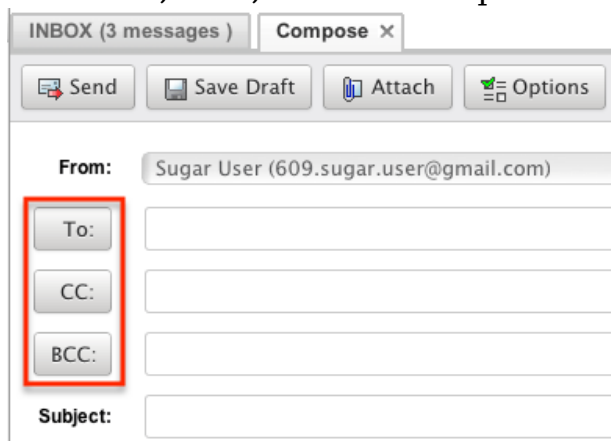 INBOX (3 messages ) Compose ×
Send Save Draft Attach Options
From: Sugar User (609.sugar.user@gmail.com)
To:
CC:
BCC:
Subject: